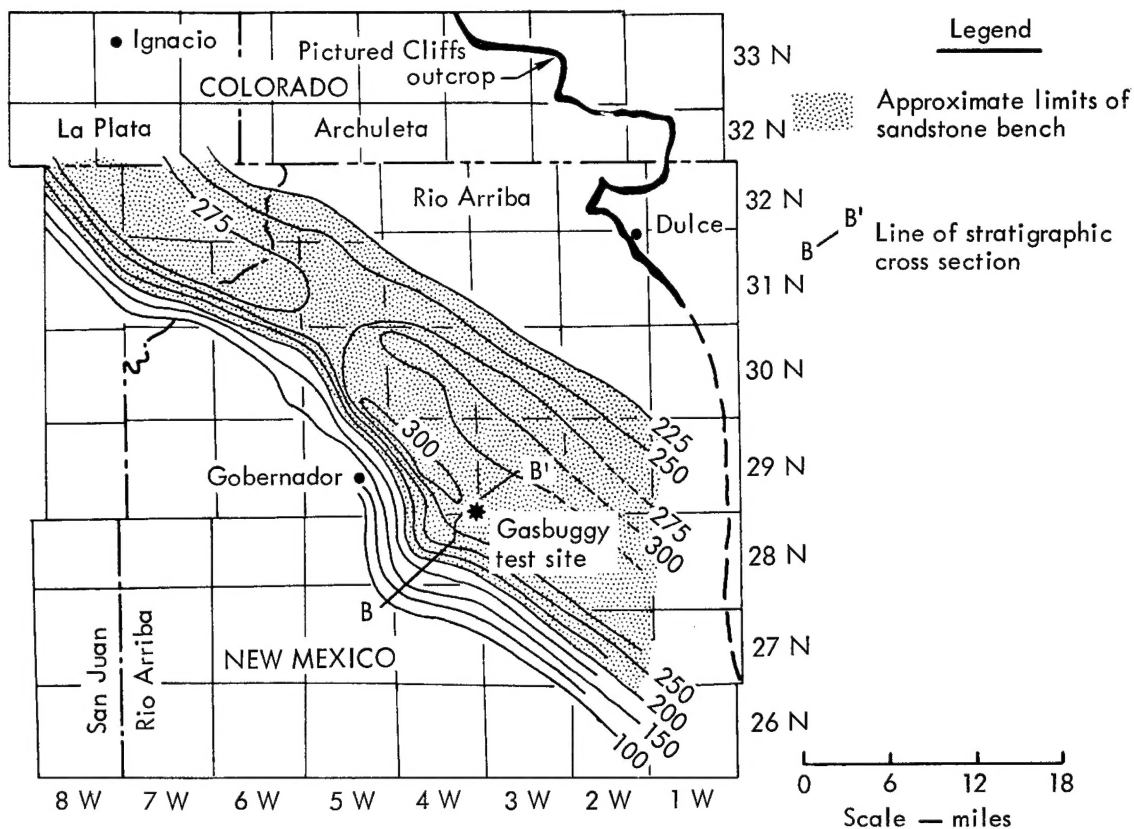 Ignacio
Pictured Cliffs
outcrop
COLORADO
La Plata
Archuleta
33 N
32 N
Rio Arriba
Dulce
32 N
31 N
30 N
29 N
28 N
27 N
26 N
275
300
225
250
275
300
Gobernador
B'
Gasbuggy
test site
B
NEW MEXICO
San Juan
Rio Arriba
250
200
150
100
8 W 7 W 6 W 5 W 4 W 3 W 2 W 1 W
Legend
Approximate limits of
sandstone bench
B B'
Line of stratigraphic
cross section
0 6 12 18
Scale — miles